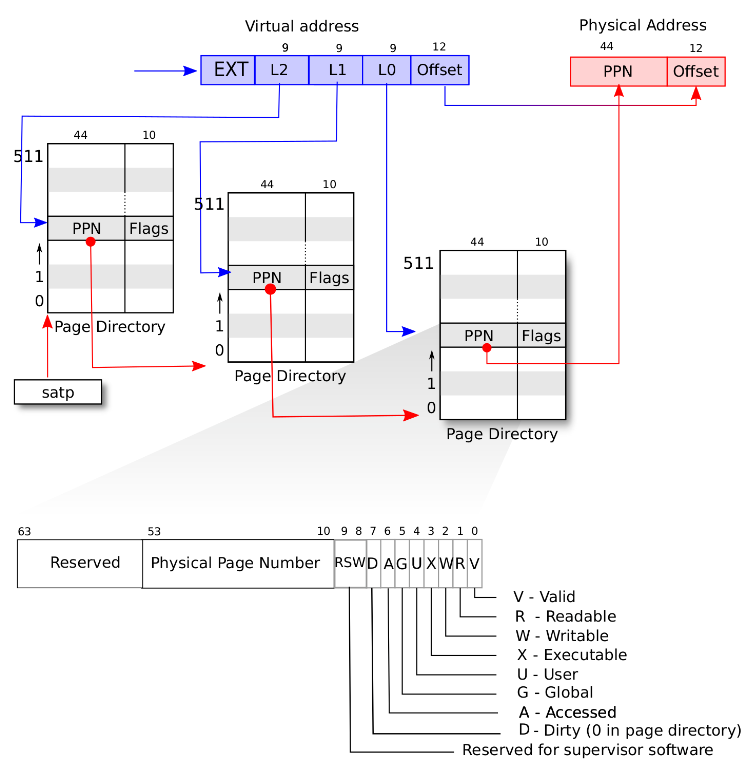 Virtual address
Physical Address
9 9 9 12
44 12
EXT L2 L1 L0 Offset
PPN Offset
44 10
511
PPN Flags
1
0
Page Directory
satp
44 10
511
PPN Flags
1
0
Page Directory
44 10
511
PPN Flags
1
0
Page Directory
63 53 10 9 8 7 6 5 4 3 2 1 0
Reserved Physical Page Number RSW D A G U X W R V
V - Valid
R - Readable
W - Writable
X - Executable
U - User
G - Global
A - Accessed
D - Dirty (0 in page directory)
Reserved for supervisor software